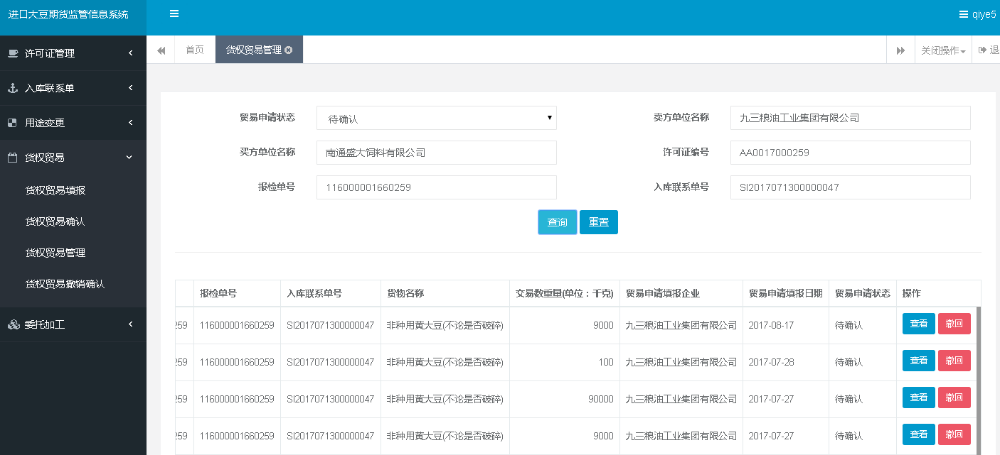 进口大豆期货监管信息系统
qiye5
许可证管理
入库联系单
用途变更
货权贸易
货权贸易填报
货权贸易确认
货权贸易管理
货权贸易撤销确认
委托加工
首页 货权贸易管理 关闭操作 退
贸易申请状态 待确认 卖方单位名称 九三粮油工业集团有限公司
买方单位名称 南通盛大饲料有限公司 许可证编号 AA0017000259
报检单号 116000001660259 入库联系单号 SI2017071300000047
查询 重置
报检单号 入库联系单号 货物名称 交易数重量(单位：千克) 贸易申请填报企业 贸易申请填报日期 贸易申请状态 操作
259 116000001660259 SI2017071300000047 非种用黄大豆(不论是否破碎) 9000 九三粮油工业集团有限公司 2017-08-17 待确认 查看 撤回
259 116000001660259 SI2017071300000047 非种用黄大豆(不论是否破碎) 100 九三粮油工业集团有限公司 2017-07-28 待确认 查看 撤回
259 116000001660259 SI2017071300000047 非种用黄大豆(不论是否破碎) 90000 九三粮油工业集团有限公司 2017-07-27 待确认 查看 撤回
259 116000001660259 SI2017071300000047 非种用黄大豆(不论是否破碎) 9000 九三粮油工业集团有限公司 2017-07-27 待确认 查看 撤回